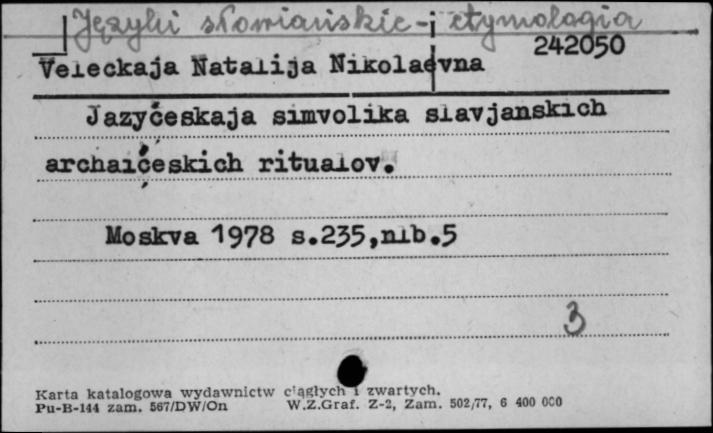 Języki słowiańskie - etymologia
242050
Veleckaja Natalija Nikolaevna
Jazyčeskaja simvolika slavjanskich
archaičeskich ritualov.
Moskva 1978 s.235,nlb.5
3
Karta katalogowa wydawnictw ciągłych i zwartych.
Pu-B-144 zam. 567/DW/On W.Z.Graf. Z-2, Zam. 502/77, 6 400 000